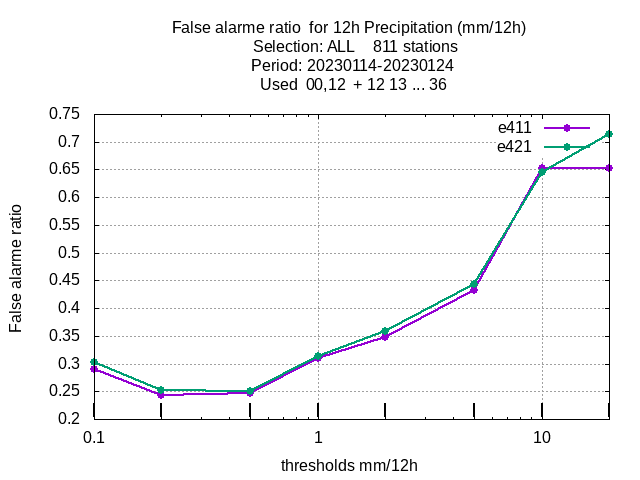 False alarme ratio  for 12h Precipitation (mm/12h)
Selection: ALL    811 stations
Period: 20230114-20230124
Used  00,12  + 12 13 ... 36
e411
e421
0.75
0.7
0.65
0.6
0.55
0.5
0.45
0.4
0.35
0.3
0.25
0.2
False alarme ratio
0.1 1 10
thresholds mm/12h